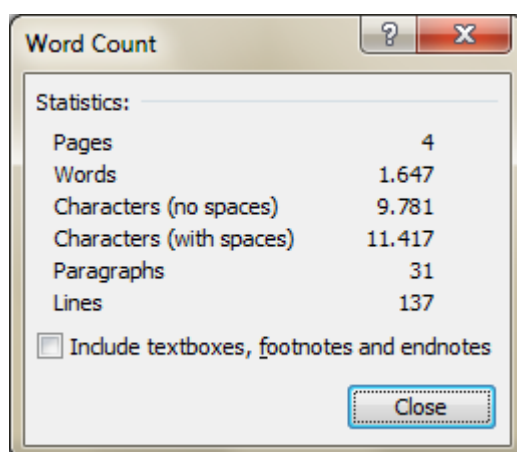 Word Count
Statistics:
Pages 4
Words 1.647
Characters (no spaces) 9.781
Characters (with spaces) 11.417
Paragraphs 31
Lines 137
Include textboxes, footnotes and endnotes
Close